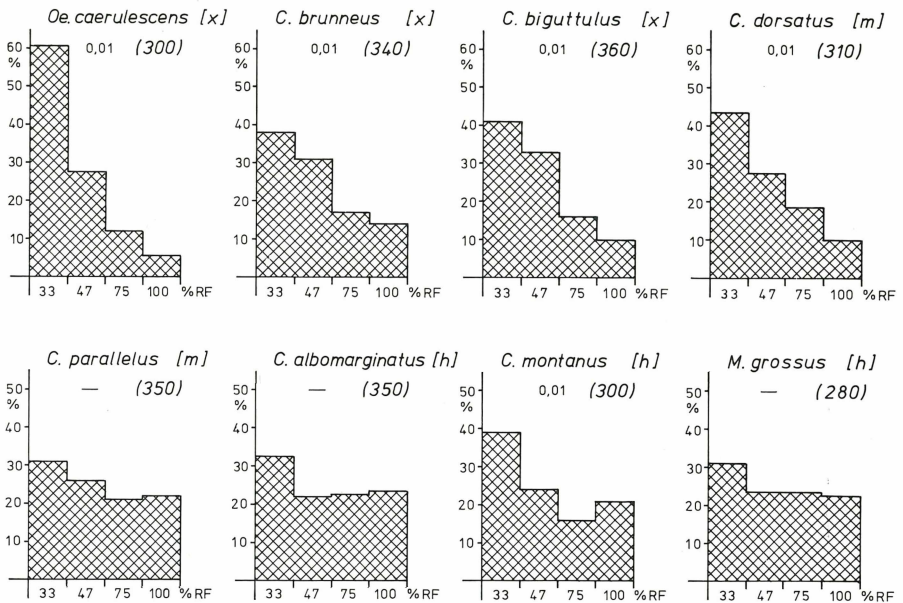 Oe. caerulescens [x] C. brunneus [x] C. biguttulus [x] C. dorsatus [m]
60 0,01 (300) 60 0,01 (340) 60 0,01 (360) 60 0,01 (310)
% % % %
50 50 50 50
40 40 40 40
30 30 30 30
20 20 20 20
10 10 10 10
33 47 75 100 %RF 33 47 75 100 %RF 33 47 75 100 %RF 33 47 75 100 %RF
C. parallelus [m] C. albomarginatus [h] C. montanus [h] M. grossus [h]
50 — (350) 50 — (350) 50 0,01 (300) 50 — (280)
% % % %
40 40 40 40
30 30 30 30
20 20 20 20
10 10 10 10
33 47 75 100 %RF 33 47 75 100 %RF 33 47 75 100 %RF 33 47 75 100 %RF